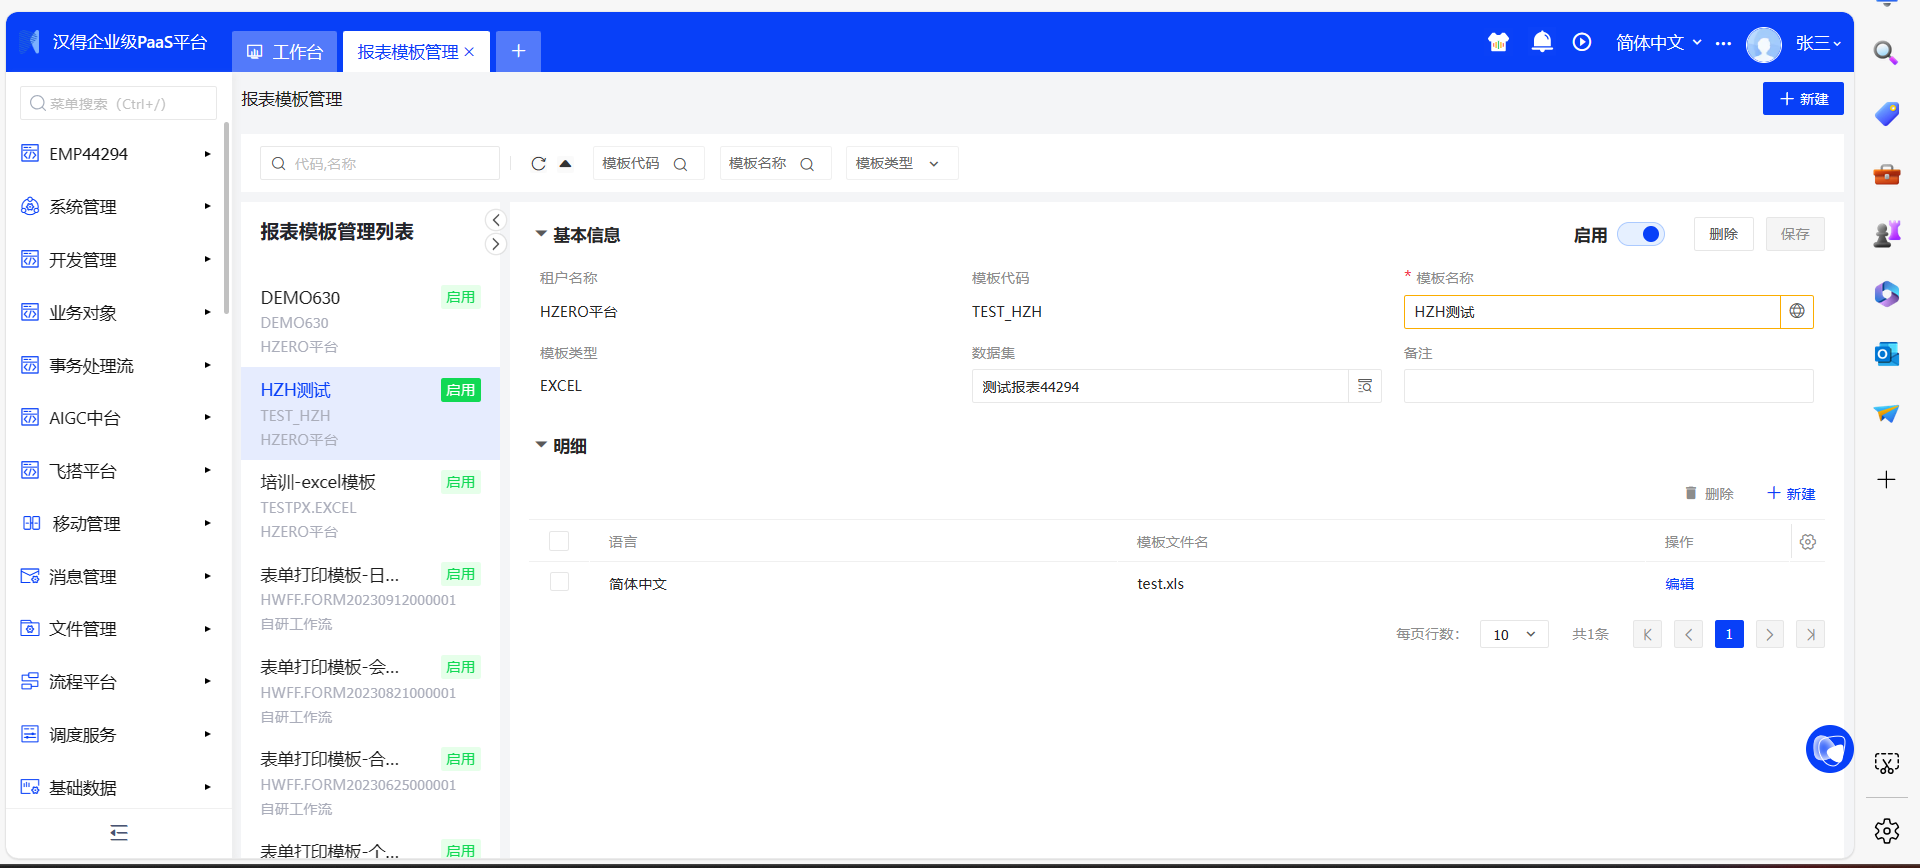 汉得企业级PaaS平台
工作台
报表模板管理
简体中文
张三
菜单搜索（Ctrl+/）
EMP44294
系统管理
开发管理
业务对象
事务处理流
AIGC中台
飞搭平台
移动管理
消息管理
文件管理
流程平台
调度服务
基础数据
报表模板管理
新建
代码,名称
模板代码
模板名称
模板类型
报表模板管理列表
DEMO630
启用
DEMO630
HZERO平台
HZH测试
启用
TEST_HZH
HZERO平台
培训-excel模板
启用
TESTPX.EXCEL
HZERO平台
表单打印模板-日...
启用
HWFF.FORM20230912000001
自研工作流
表单打印模板-会...
启用
HWFF.FORM20230821000001
自研工作流
表单打印模板-合...
启用
HWFF.FORM20230625000001
自研工作流
表单打印模板-个...
启用
基本信息
启用
删除
保存
租户名称
模板代码
* 模板名称
HZERO平台
TEST_HZH
HZH测试
模板类型
数据集
备注
EXCEL
测试报表44294
明细
删除
新建
语言
模板文件名
操作
简体中文
test.xls
编辑
每页行数：
10
共1条
1